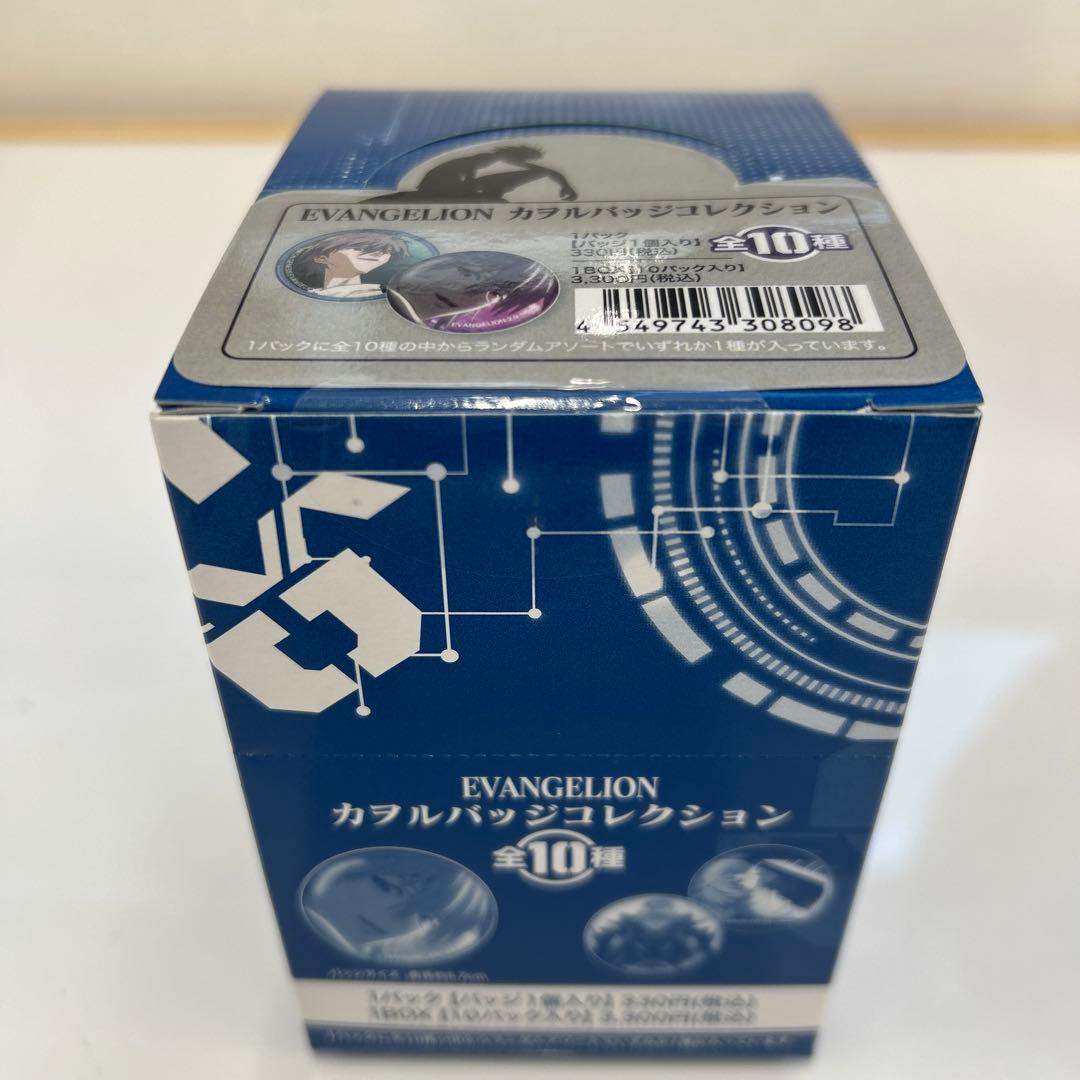 EVANGELION カヲルバッジコレクション
1パック
【バッジ1個入り】
330円(税込)
全10種
1BOX【10パック入り】
3,300円(税込)
EVANGELION
4 549743 308098
1パックに全10種の中からランダムアソートでいずれか1種が入っています。
EVANGELION
カヲルバッジコレクション
全10種
1パック【バッジ1個入り】330円(税込)
1BOX【10パック入り】3,300円(税込)